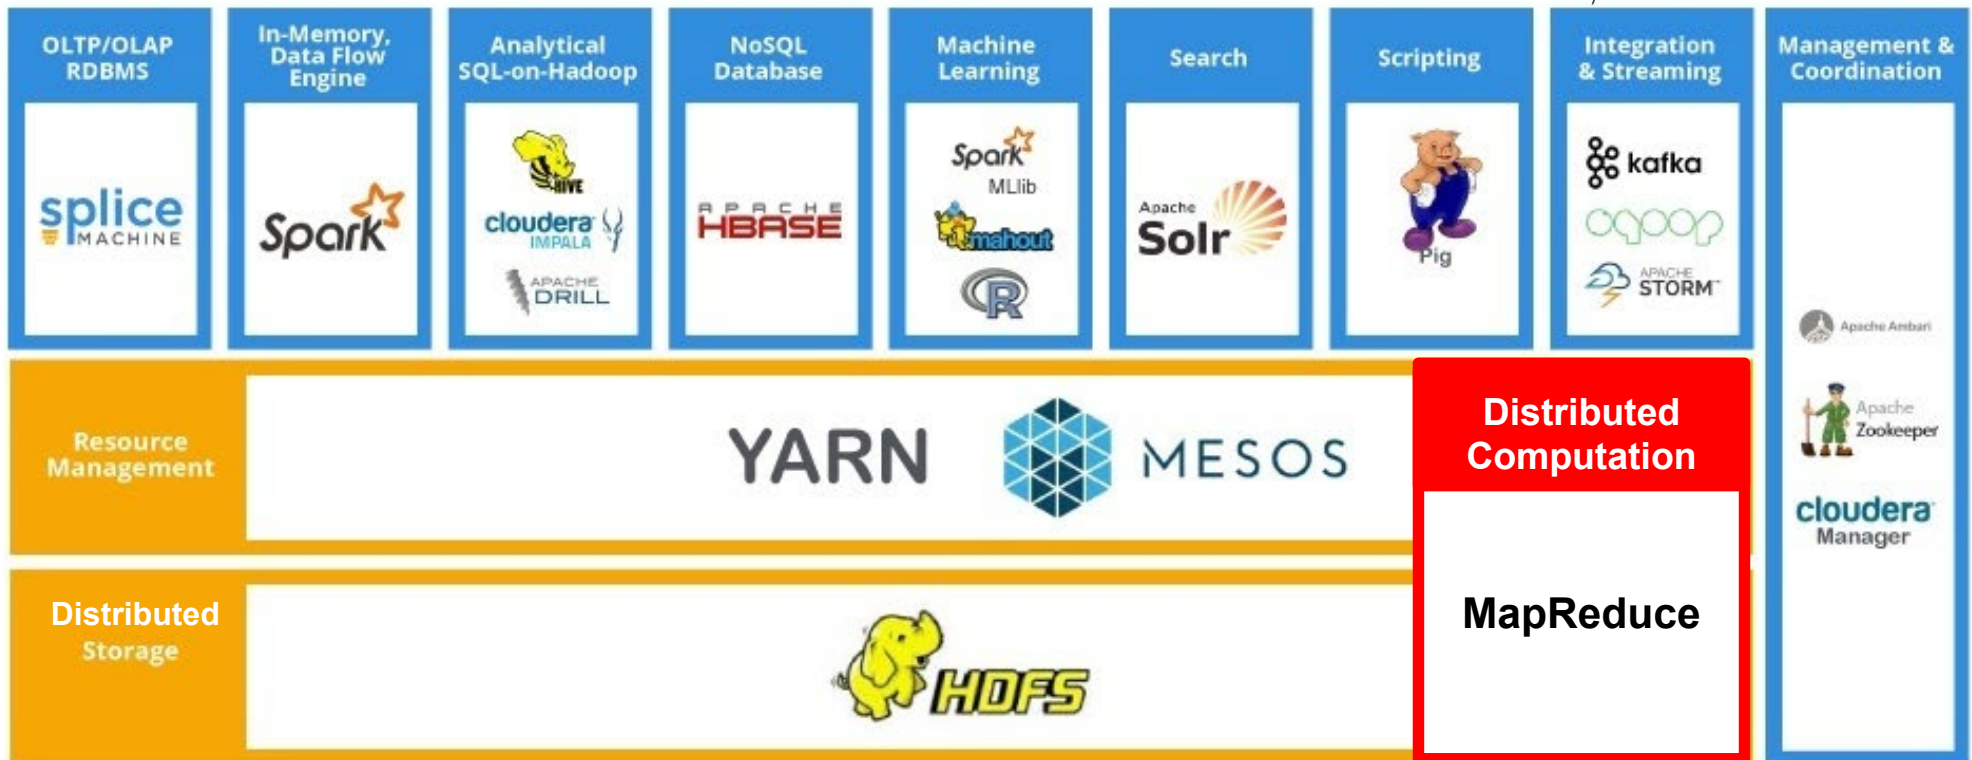 OLTP/OLAP
RDBMS
splice
MACHINE
In-Memory,
Data Flow
Engine
Spark
Analytical
SQL-on-Hadoop
HIVE
cloudera
IMPALA
APACHE
DRILL
NoSQL
Database
APACHE
HBASE
Machine
Learning
Spark
MLlib
mahout
R
Search
Apache
Solr
Scripting
Pig
Integration
& Streaming
kafka
sqoop
APACHE
STORM™
Management &
Coordination
Apache Ambari
Apache
Zookeeper
cloudera
Manager
Resource
Management
YARN
MESOS
Distributed
Computation
MapReduce
Distributed
Storage
HDFS